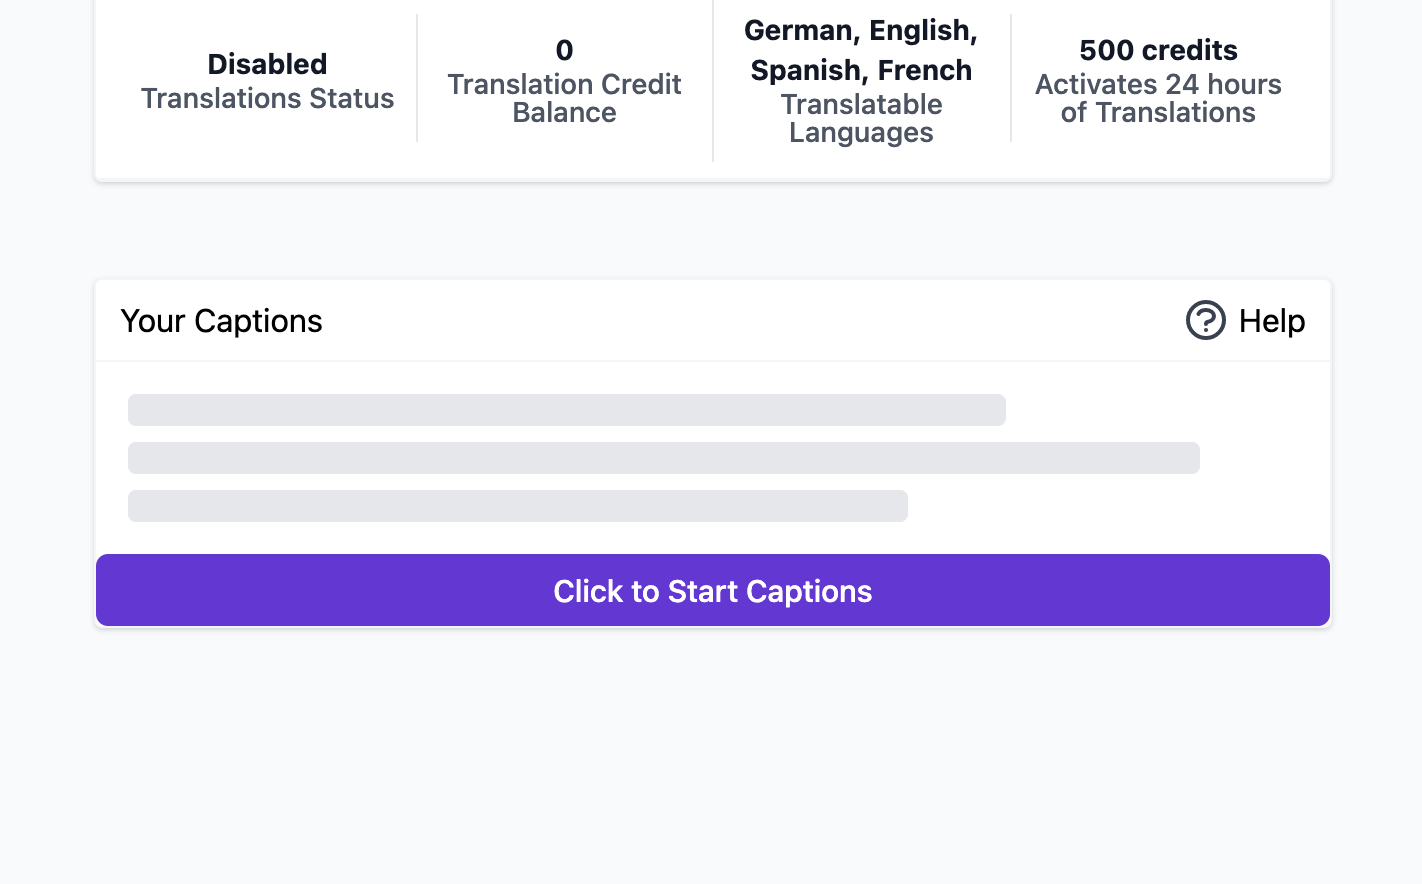 Disabled
Translations Status
0
Translation Credit
Balance
German, English,
Spanish, French
Translatable
Languages
500 credits
Activates 24 hours
of Translations
Your Captions
Help
Click to Start Captions